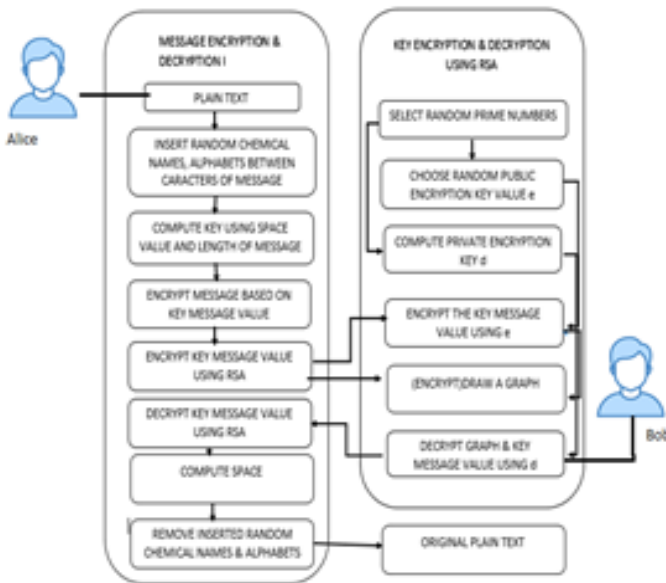 Alice
MESSAGE ENCRYPTION &
DECRYPTION I
PLAIN TEXT
INSERT RANDOM CHEMICAL
NAMES, ALPHABETS BETWEEN
CARACTERS OF MESSAGE
COMPUTE KEY USING SPACE
VALUE AND LENGTH OF MESSAGE
ENCRYPT MESSAGE BASED ON
KEY MESSAGE VALUE
ENCRYPT KEY MESSAGE VALUE
USING RSA
DECRYPT KEY MESSAGE VALUE
USING RSA
COMPUTE SPACE
REMOVE INSERTED RANDOM
CHEMICAL NAMES & ALPHABETS
KEY ENCRYPTION & DECRYPTION
USING RSA
SELECT RANDOM PRIME NUMBERS
CHOOSE RANDOM PUBLIC
ENCRYPTION KEY VALUE e
COMPUTE PRIVATE ENCRYPTION
KEY d
ENCRYPT THE KEY MESSAGE
VALUE USING e
(ENCRYPT)DRAW A GRAPH
DECRYPT GRAPH & KEY
MESSAGE VALUE USING d
ORIGINAL PLAIN TEXT
Bob